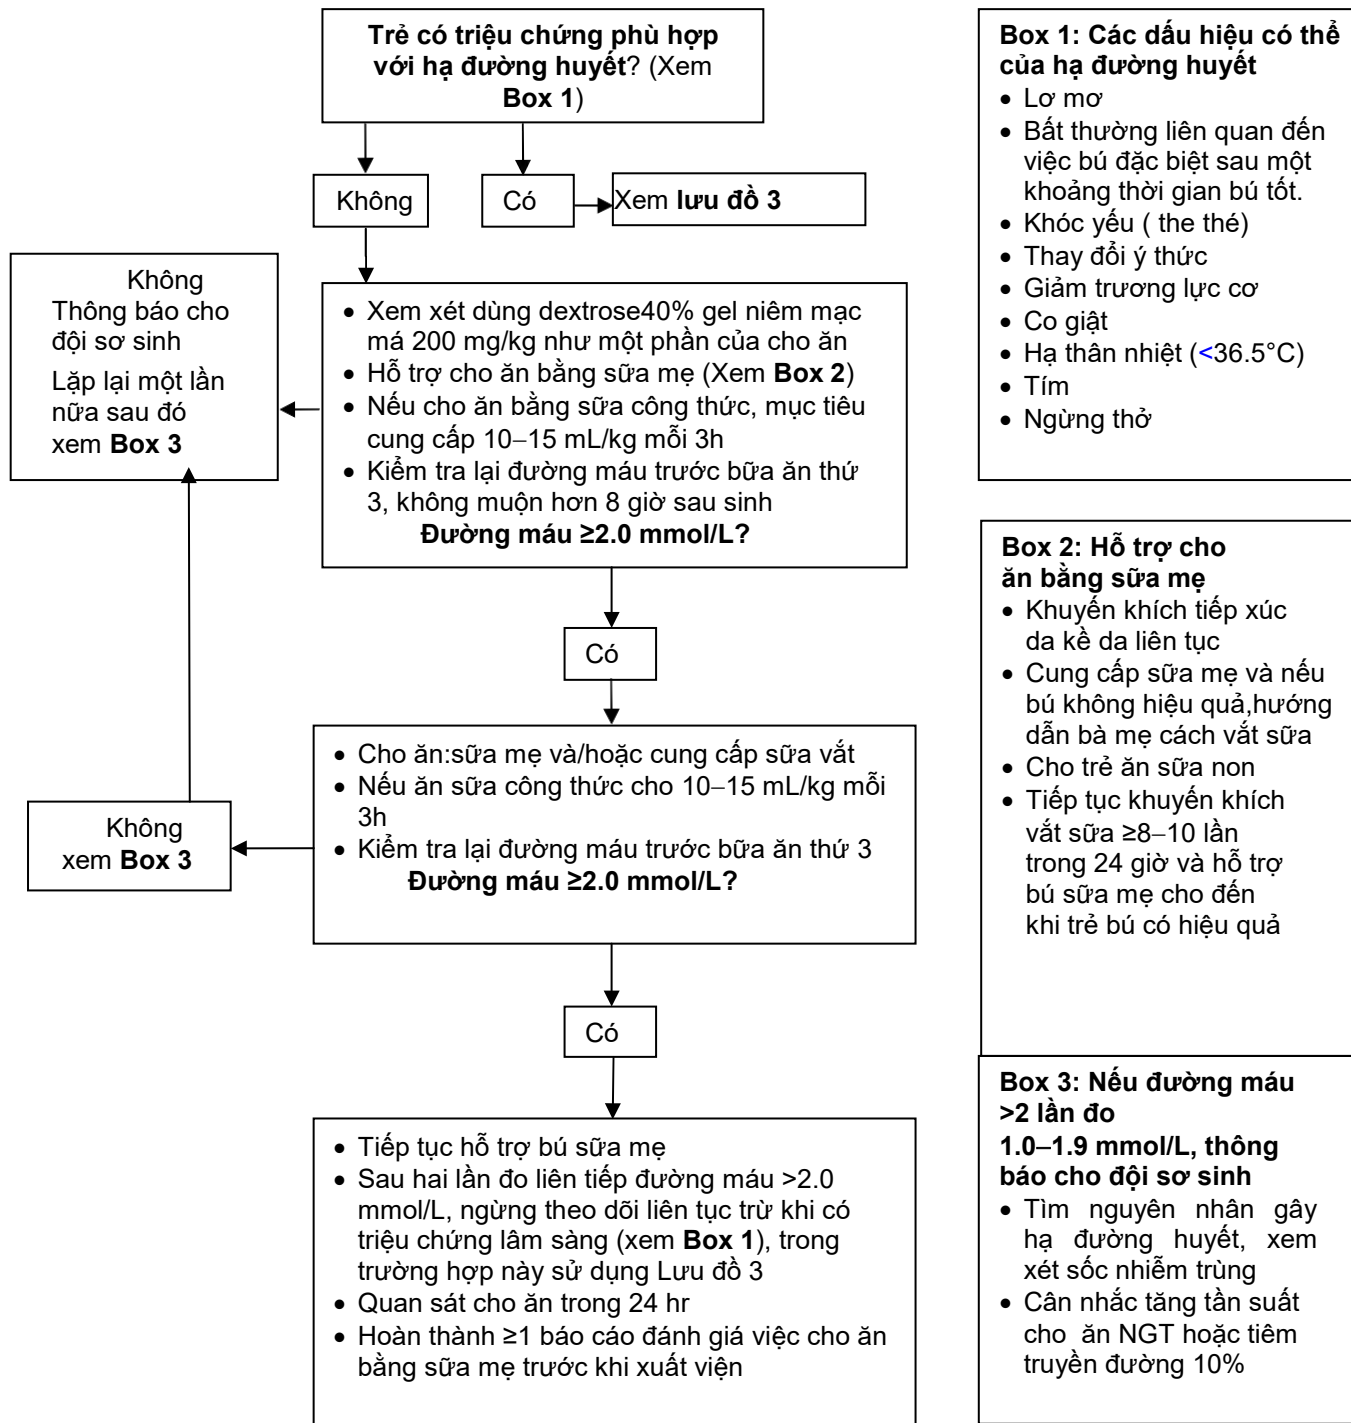 Trẻ có triệu chứng phù hợp
với hạ đường huyết? (Xem
Box 1)
Không
Có
Xem lưu đồ 3
Không
Thông báo cho
đội sơ sinh
Lặp lại một lần
nữa sau đó
xem Box 3
• Xem xét dùng dextrose40% gel niêm mạc
má 200 mg/kg như một phần của cho ăn
• Hỗ trợ cho ăn bằng sữa mẹ (Xem Box 2)
• Nếu cho ăn bằng sữa công thức, mục tiêu
cung cấp 10–15 mL/kg mỗi 3h
• Kiểm tra lại đường máu trước bữa ăn thứ
3, không muộn hơn 8 giờ sau sinh
Đường máu ≥2.0 mmol/L?
Có
• Cho ăn:sữa mẹ và/hoặc cung cấp sữa vắt
• Nếu ăn sữa công thức cho 10–15 mL/kg mỗi
3h
• Kiểm tra lại đường máu trước bữa ăn thứ 3
Đường máu ≥2.0 mmol/L?
Không
xem Box 3
Có
• Tiếp tục hỗ trợ bú sữa mẹ
• Sau hai lần đo liên tiếp đường máu >2.0
mmol/L, ngừng theo dõi liên tục trừ khi có
triệu chứng lâm sàng (xem Box 1), trong
trường hợp này sử dụng Lưu đồ 3
• Quan sát cho ăn trong 24 hr
• Hoàn thành ≥1 báo cáo đánh giá việc cho ăn
bằng sữa mẹ trước khi xuất viện
Box 1: Các dấu hiệu có thể
của hạ đường huyết
• Lơ mơ
• Bất thường liên quan đến
việc bú đặc biệt sau một
khoảng thời gian bú tốt.
• Khóc yếu ( the thé)
• Thay đổi ý thức
• Giảm trương lực cơ
• Co giật
• Hạ thân nhiệt (<36.5°C)
• Tím
• Ngừng thở
Box 2: Hỗ trợ cho
ăn bằng sữa mẹ
• Khuyến khích tiếp xúc
da kề da liên tục
• Cung cấp sữa mẹ và nếu
bú không hiệu quả,hướng
dẫn bà mẹ cách vắt sữa
• Cho trẻ ăn sữa non
• Tiếp tục khuyến khích
vắt sữa ≥8–10 lần
trong 24 giờ và hỗ trợ
bú sữa mẹ cho đến
khi trẻ bú có hiệu quả
Box 3: Nếu đường máu
>2 lần đo
1.0–1.9 mmol/L, thông
báo cho đội sơ sinh
• Tìm nguyên nhân gây
hạ đường huyết, xem
xét sốc nhiễm trùng
• Cân nhắc tăng tần suất
cho ăn NGT hoặc tiêm
truyền đường 10%